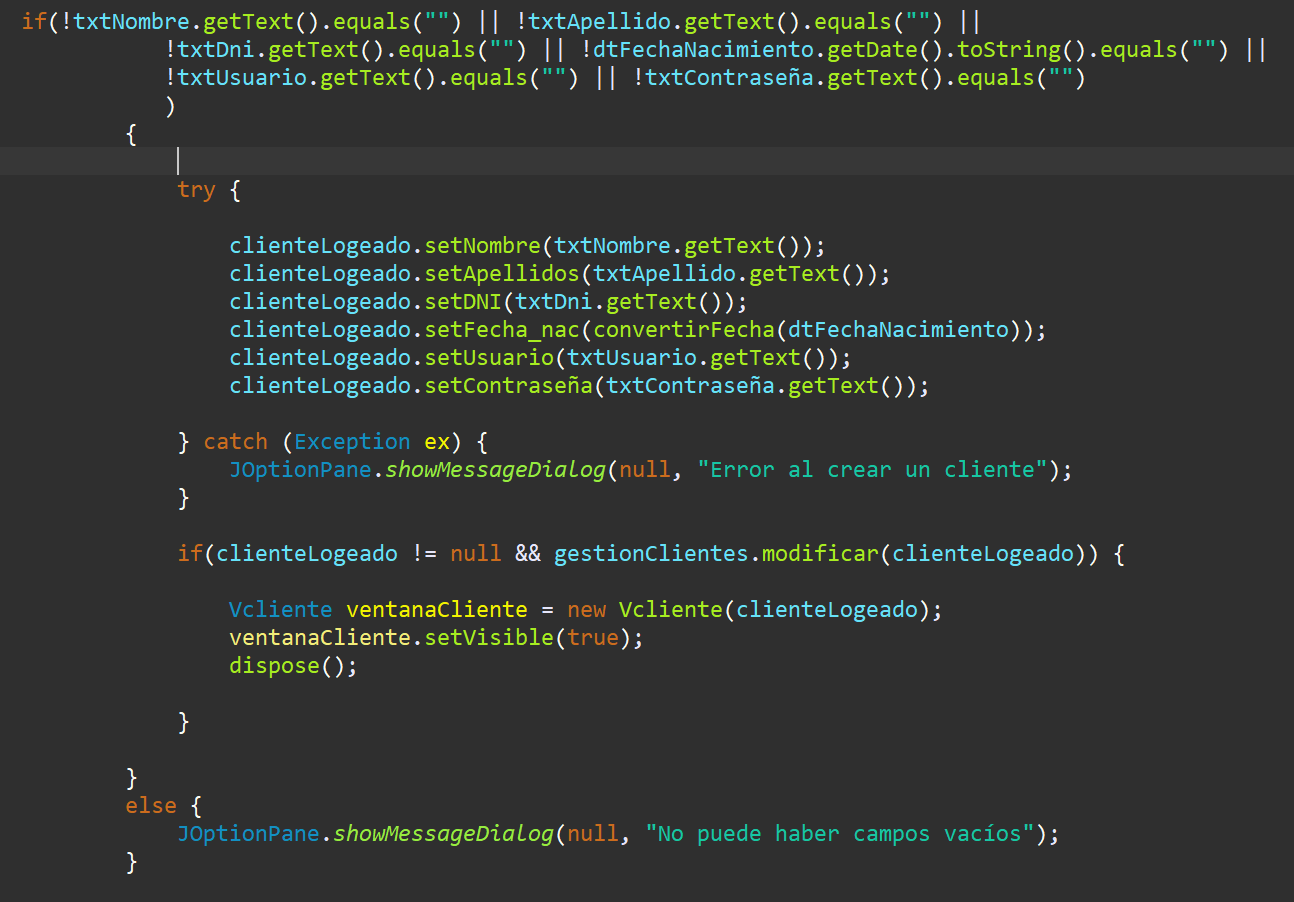 if(!txtNombre.getText().equals("") || !txtApellido.getText().equals("") ||
!txtDni.getText().equals("") || !dtFechaNacimiento.getDate().toString().equals("") ||
!txtUsuario.getText().equals("") || !txtContraseña.getText().equals("")
)
{
try {
clienteLogeado.setNombre(txtNombre.getText());
clienteLogeado.setApellidos(txtApellido.getText());
clienteLogeado.setDNI(txtDni.getText());
clienteLogeado.setFecha_nac(convertirFecha(dtFechaNacimiento));
clienteLogeado.setUsuario(txtUsuario.getText());
clienteLogeado.setContraseña(txtContraseña.getText());
} catch (Exception ex) {
JOptionPane.showMessageDialog(null, "Error al crear un cliente");
}
if(clienteLogeado != null && gestionClientes.modificar(clienteLogeado)) {
Vcliente ventanaCliente = new Vcliente(clienteLogeado);
ventanaCliente.setVisible(true);
dispose();
}
}
else {
JOptionPane.showMessageDialog(null, "No puede haber campos vacíos");
}